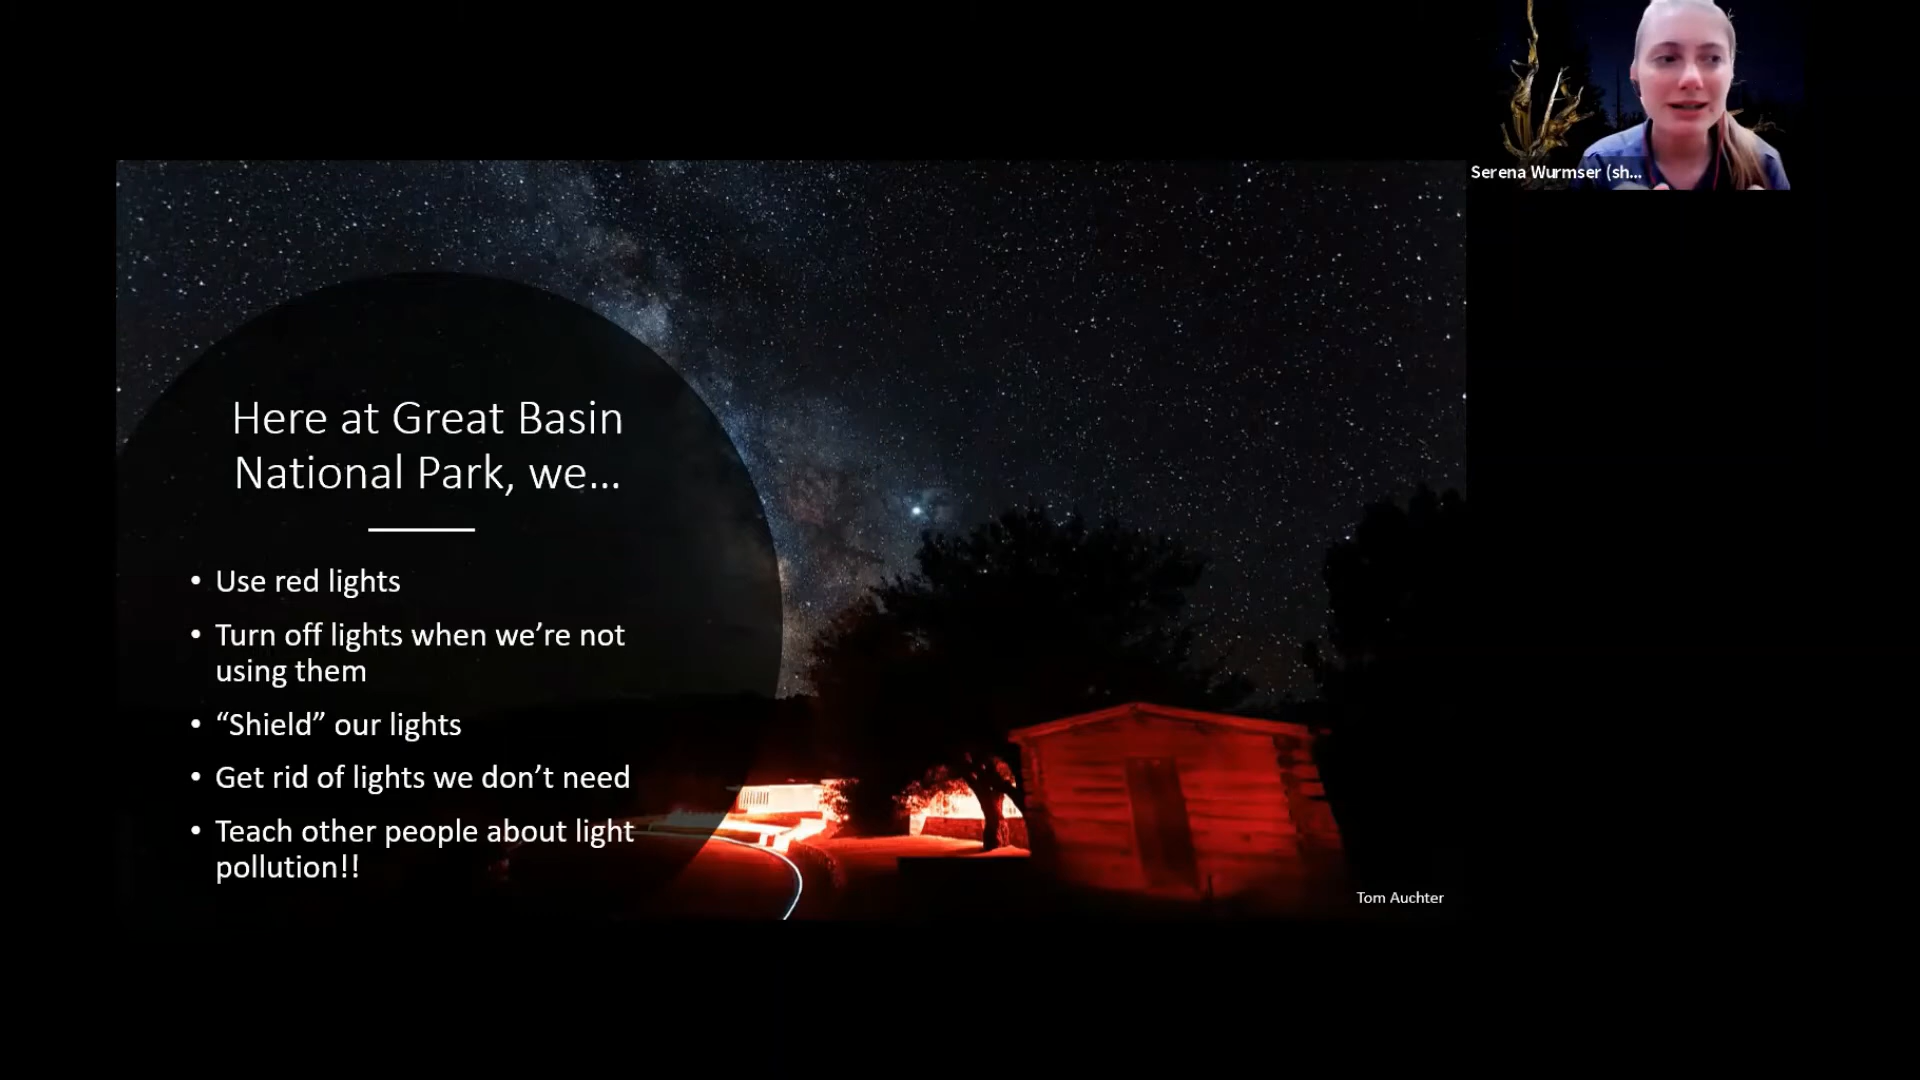 Serena Wurmser (sh...
Here at Great Basin
National Park, we...
• Use red lights
• Turn off lights when we’re not
using them
• “Shield” our lights
• Get rid of lights we don’t need
• Teach other people about light
pollution!!
Tom Auchter